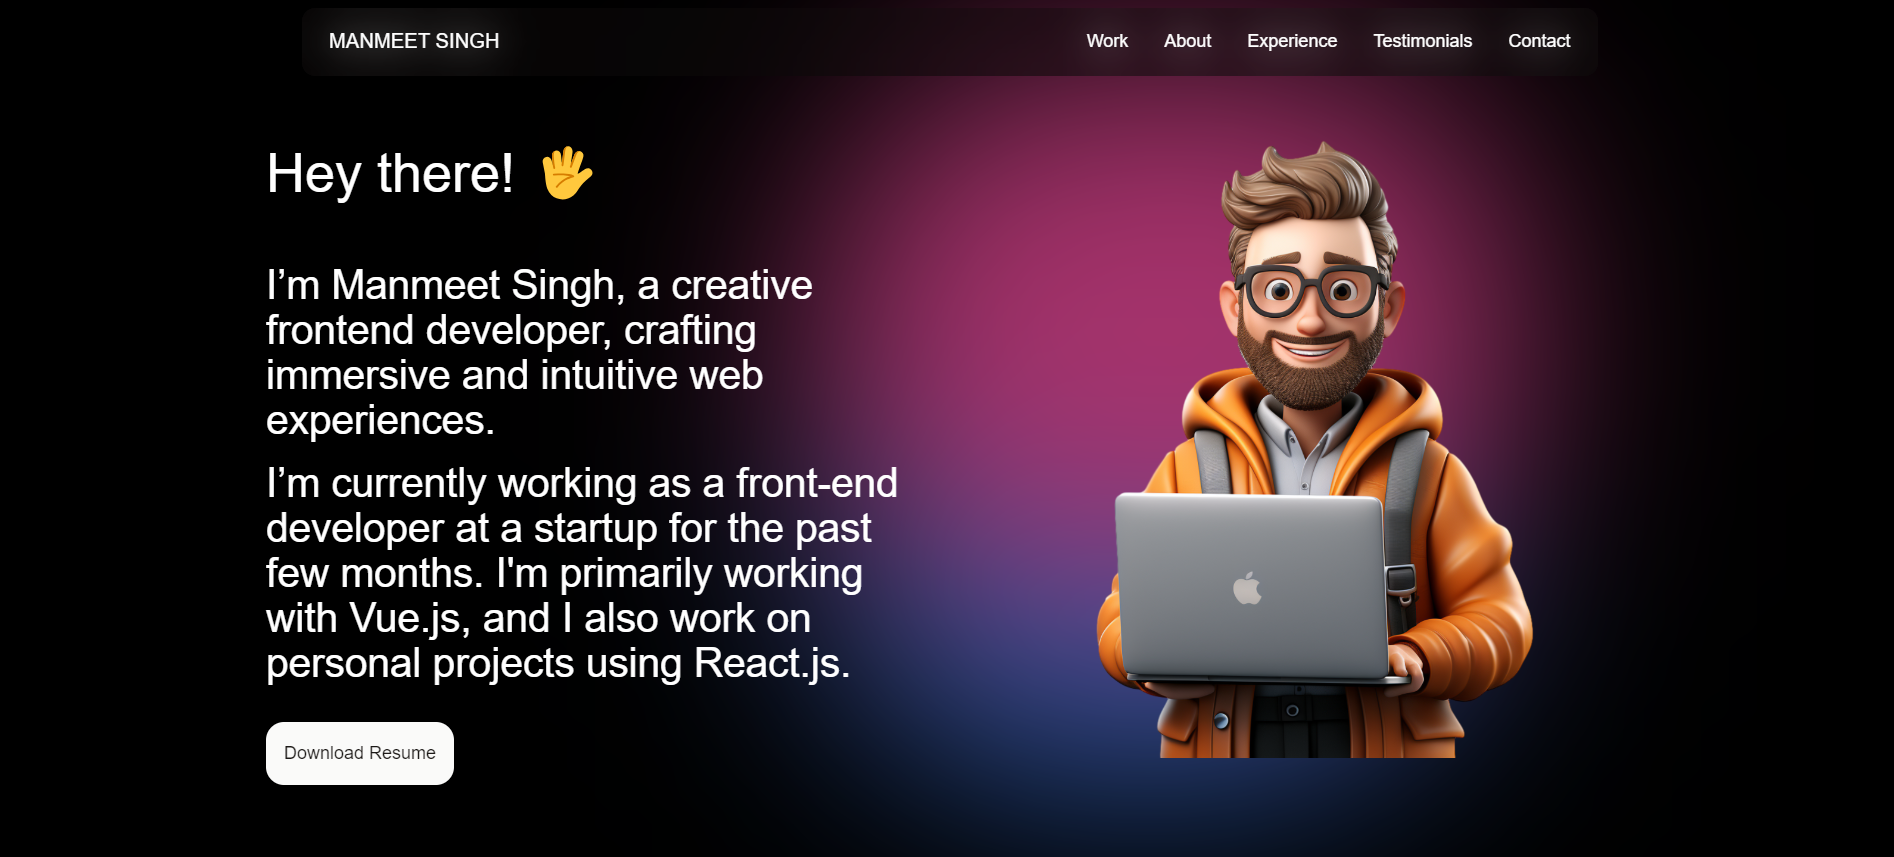 MANMEET SINGH
Work About Experience Testimonials Contact
Hey there! 🖐
I’m Manmeet Singh, a creative
frontend developer, crafting
immersive and intuitive web
experiences.
I’m currently working as a front-end
developer at a startup for the past
few months. I'm primarily working
with Vue.js, and I also work on
personal projects using React.js.
Download Resume